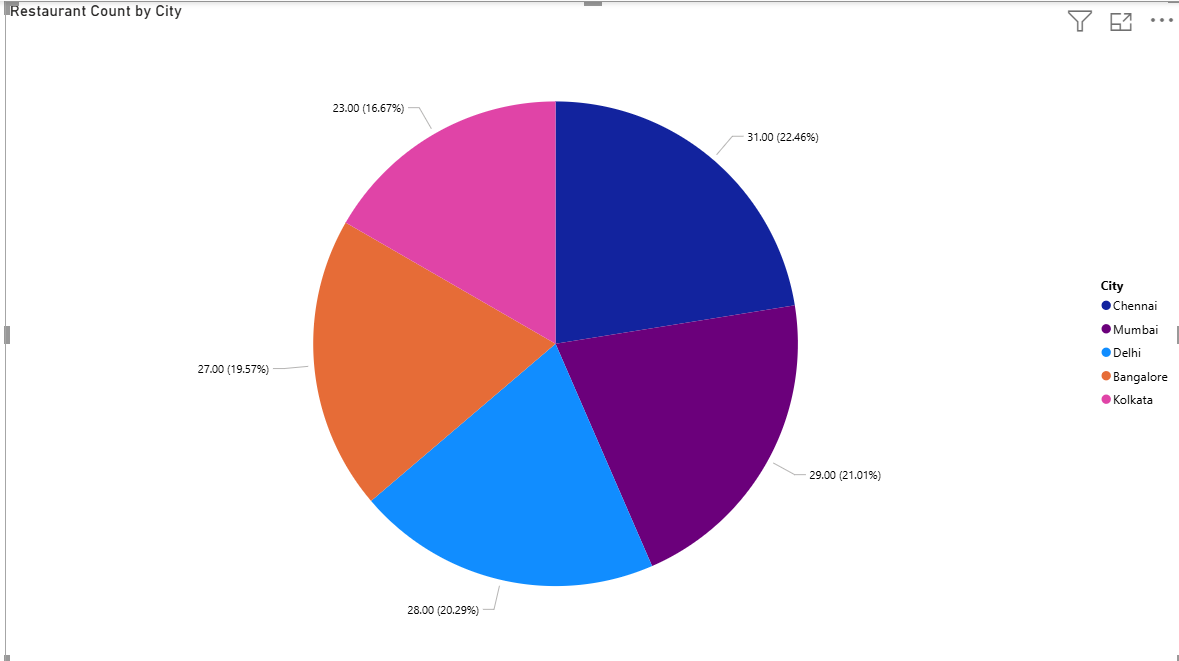 Restaurant Count by City
23.00 (16.67%)
31.00 (22.46%)
27.00 (19.57%)
29.00 (21.01%)
28.00 (20.29%)
City
Chennai
Mumbai
Delhi
Bangalore
Kolkata